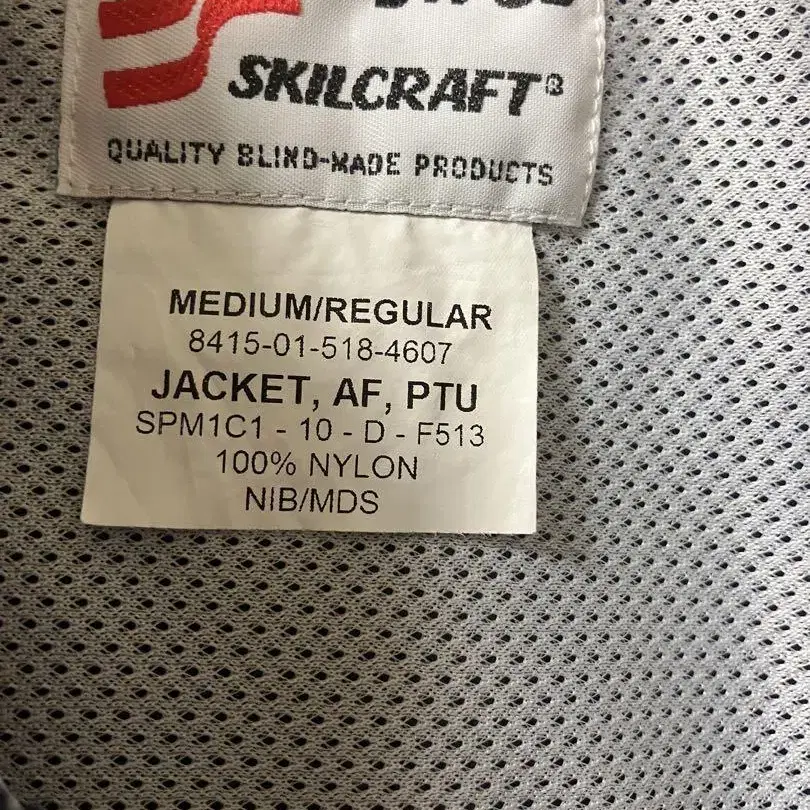 SKILCRAFT®
QUALITY BLIND-MADE PRODUCTS
MEDIUM/REGULAR
8415-01-518-4607
JACKET, AF, PTU
SPM1C1 - 10 - D - F513
100% NYLON
NIB/MDS